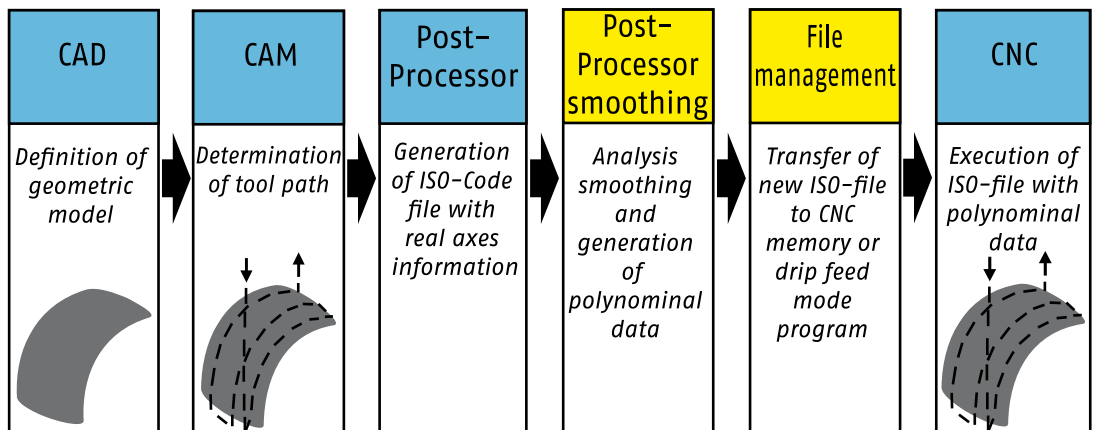 CAD
Definition of
geometric
model
CAM
Determination
of tool path
Post-
Processor
Generation
of ISO-Code
file with
real axes
information
Post-
Processor
smoothing
Analysis
smoothing
and
generation
of
polynominal
data
File
management
Transfer of
new ISO-file
to CNC
memory or
drip feed
mode
program
CNC
Execution of
ISO-file with
polynominal
data